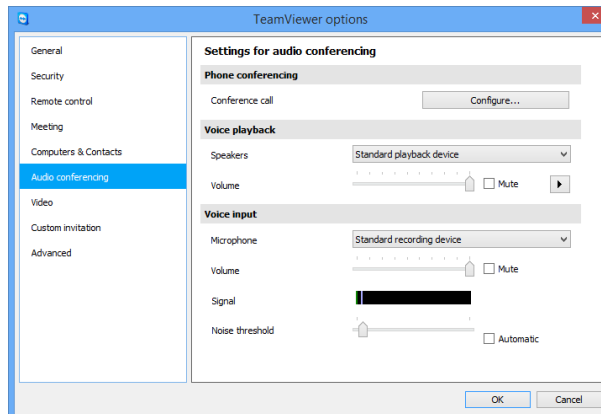 TeamViewer options
General
Security
Remote control
Meeting
Computers & Contacts
Audio conferencing
Video
Custom invitation
Advanced
Settings for audio conferencing
Phone conferencing
Conference call
Configure...
Voice playback
Speakers
Standard playback device
Volume
Mute
Voice input
Microphone
Standard recording device
Volume
Mute
Signal
Noise threshold
Automatic
OK
Cancel